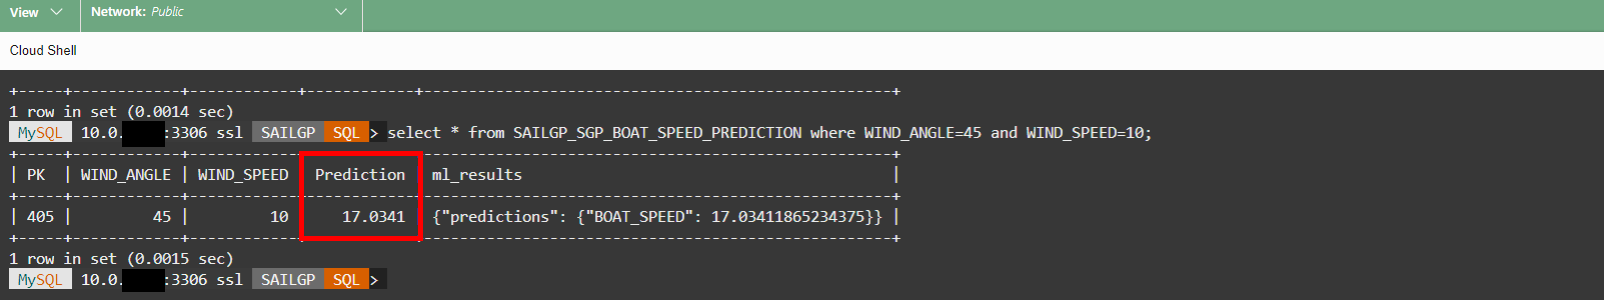 View Network: Public
Cloud Shell
+-----+------------+------------+------------+------------------------------------------------+
1 row in set (0.0014 sec)
MySQL 10.0. :3306 ssl SAILGP SQL > select * from SAILGP_SGP_BOAT_SPEED_PREDICTION where WIND_ANGLE=45 and WIND_SPEED=10;
+-----+------------+------------+------------+------------------------------------------------+
| PK | WIND_ANGLE | WIND_SPEED | Prediction | ml_results |
+-----+------------+------------+------------+------------------------------------------------+
| 405 | 45 | 10 | 17.0341 | {"predictions": {"BOAT_SPEED": 17.03411865234375}} |
+-----+------------+------------+------------+------------------------------------------------+
1 row in set (0.0015 sec)
MySQL 10.0. :3306 ssl SAILGP SQL >